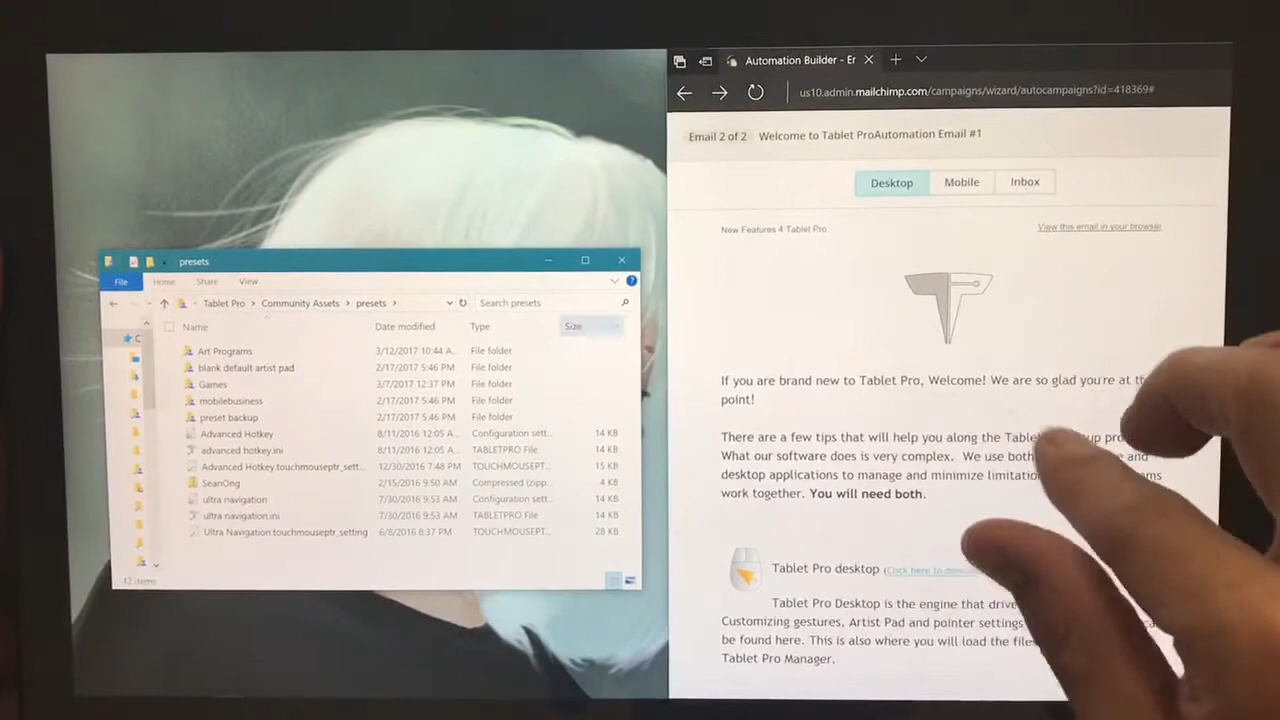 presets
File Home Share View
Tablet Pro > Community Assets > presets >
Search presets
Name Date modified Type Size
Art Programs 3/12/2017 10:44 A... File folder
blank default artist pad 2/17/2017 5:46 PM File folder
Games 3/7/2017 12:37 PM File folder
mobilebusiness 2/17/2017 5:46 PM File folder
preset backup 2/17/2017 5:46 PM File folder
Advanced Hotkey 8/11/2016 12:05 A... Configuration sett... 14 KB
advanced hotkey.ini 8/11/2016 12:05 A... TABLETPRO File 14 KB
Advanced Hotkey.touchmouseptr_sett... 12/30/2016 7:48 PM TOUCHMOUSEPT... 15 KB
SeanOng 2/15/2016 9:50 AM Compressed (zipp... 4 KB
ultra navigation 7/30/2016 9:53 AM Configuration sett... 14 KB
ultra navigation.ini 7/30/2016 9:53 AM TABLETPRO File 14 KB
Ultra Navigation.touchmouseptr_setting 6/8/2016 8:37 PM TOUCHMOUSEPT... 28 KB
12 items
Automation Builder - Er
us10.admin.mailchimp.com/campaigns/wizard/autocampaigns?id=418369#
Email 2 of 2 Welcome to Tablet ProAutomation Email #1
Desktop Mobile Inbox
New Features 4 Tablet Pro
View this email in your browser
If you are brand new to Tablet Pro, Welcome! We are so glad you're at
point!
There are a few tips that will help you along the
What our software does is very complex. We use both and
desktop applications to manage and minimize
work together. You will need both.
Tablet Pro desktop (Click here to
Tablet Pro Desktop is the engine that
Customizing gestures, Artist Pad and pointer settings
be found here. This is also where you will load the
Tablet Pro Manager.